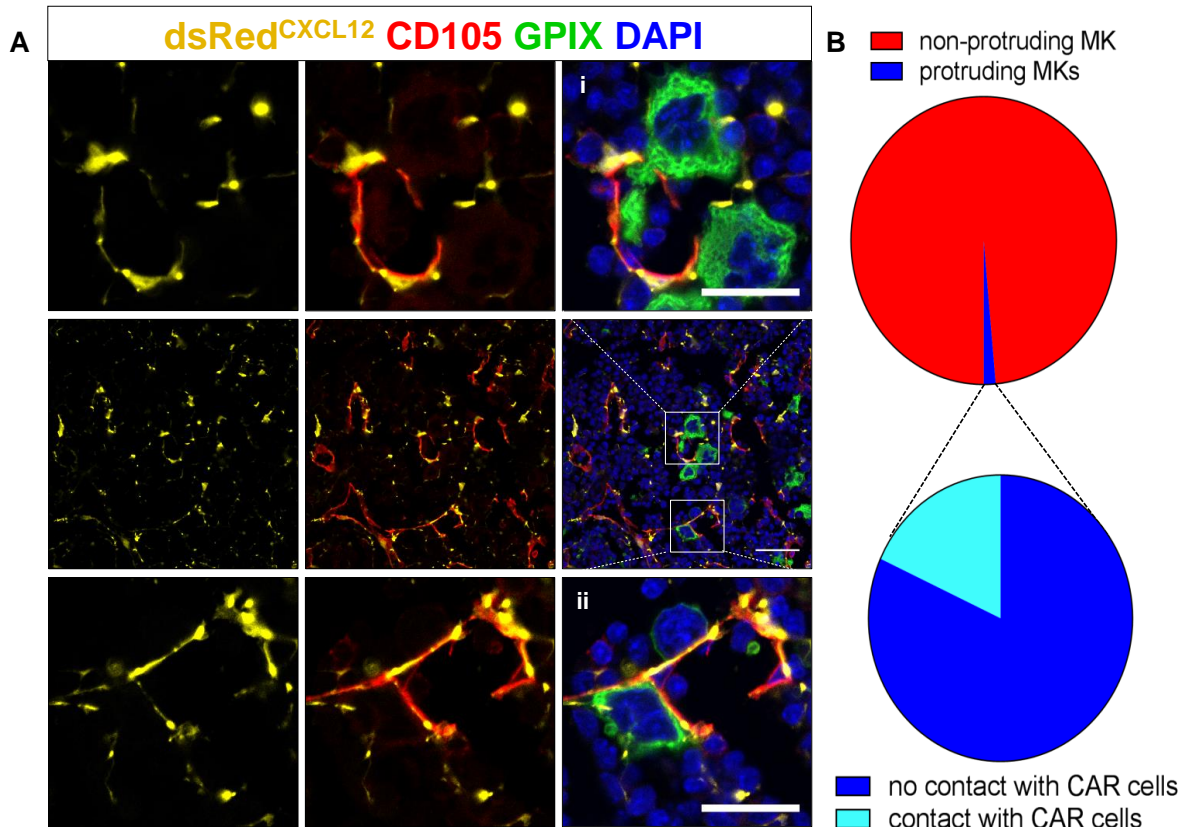 A
dsRedCXCL12 CD105 GPIX DAPI
i
ii
B
non-protruding MK
protruding MKs
no contact with CAR cells
contact with CAR cells